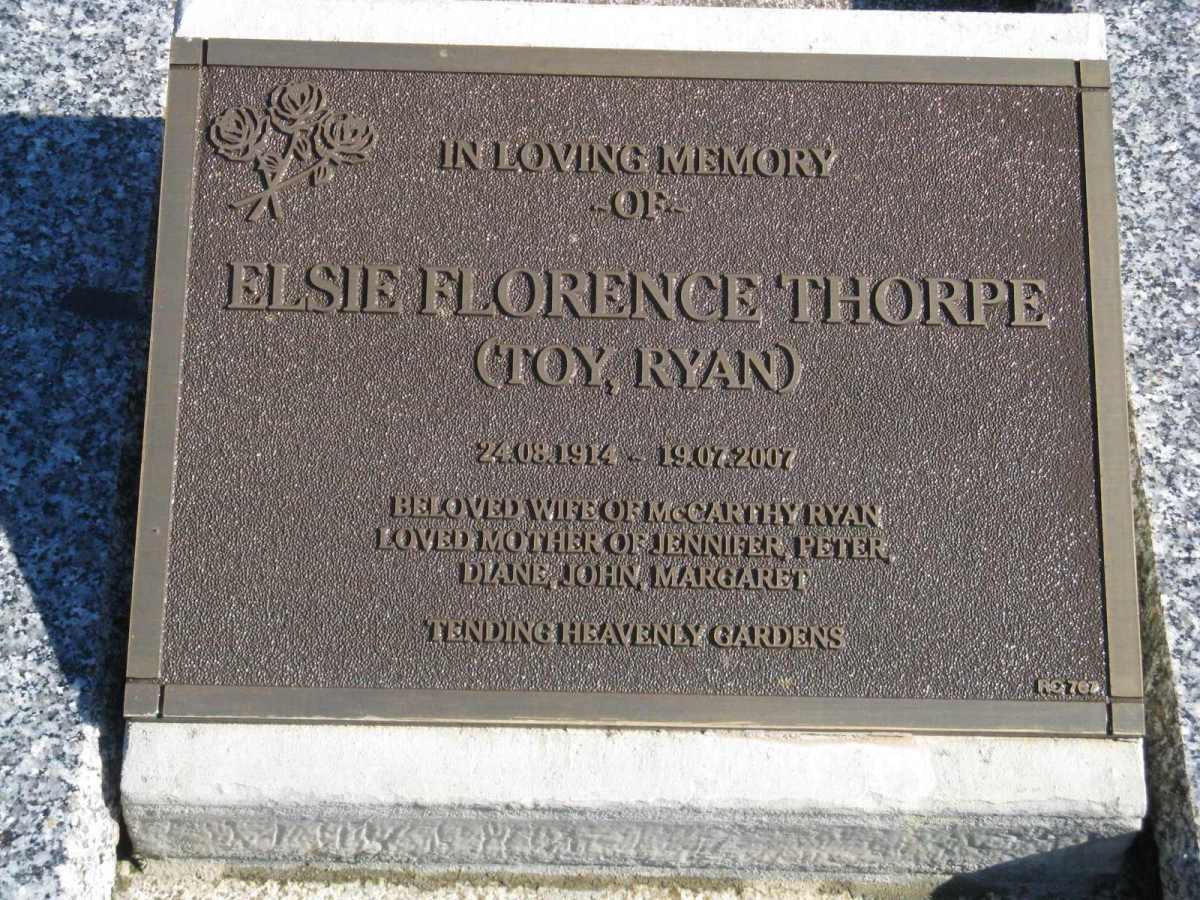 IN LOVING MEMORY
~OF~
ELSIE FLORENCE THORPE
(TOY, RYAN)
24.08.1914 - 19.07.2007
BELOVED WIFE OF McCARTHY RYAN
LOVED MOTHER OF JENNIFER, PETER,
DIANE, JOHN, MARGARET
TENDING HEAVENLY GARDENS